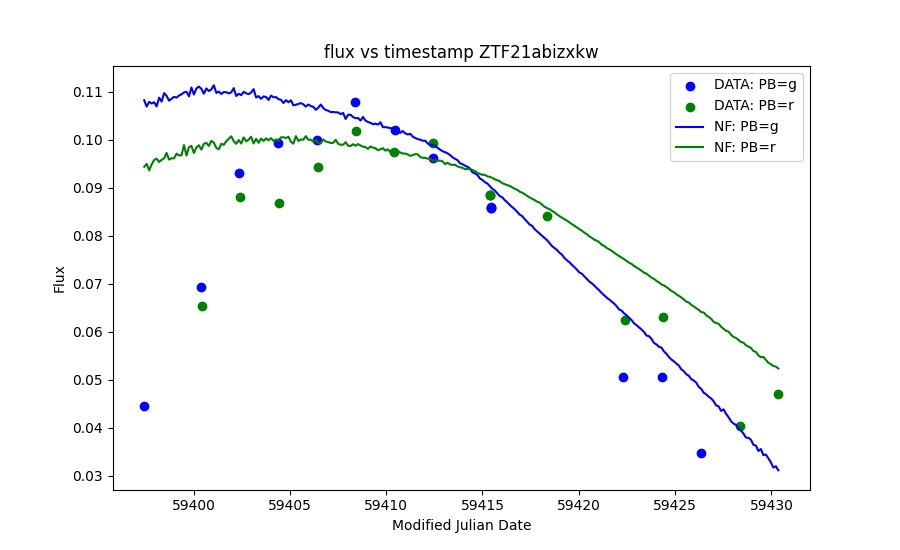 flux vs timestamp ZTF21abizxkw
DATA: PB=g
DATA: PB=r
NF: PB=g
NF: PB=r
0.11
0.10
0.09
0.08
0.07
0.06
0.05
0.04
0.03
Flux
59400 59405 59410 59415 59420 59425 59430
Modified Julian Date